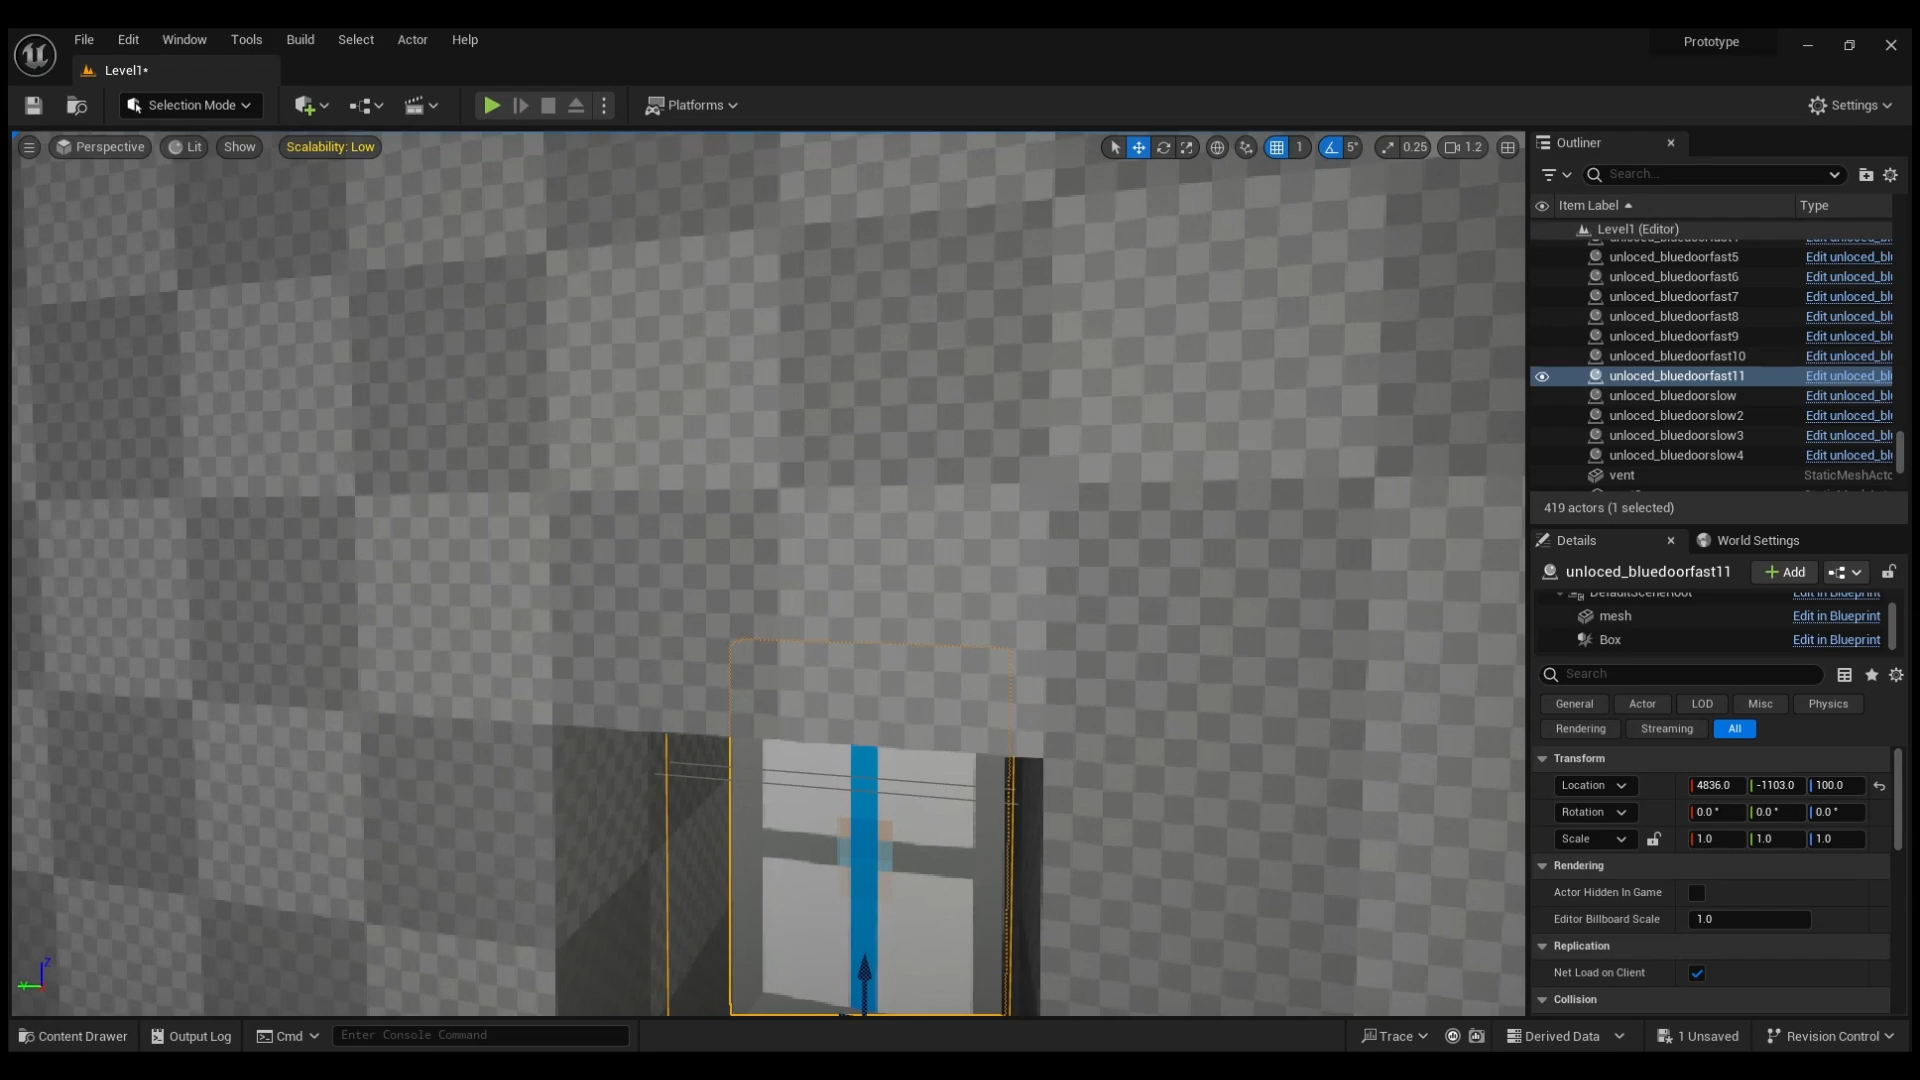 File Edit Window Tools Build Select Actor Help
Prototype
Level1*
Selection Mode
Platforms
Settings
Perspective Lit Show Scalability: Low
1 5° 0.25 1.2
Outliner
Search...
Item Label Type
Level1 (Editor)
unloced_bluedoorfast5 Edit unloced_bl
unloced_bluedoorfast6 Edit unloced_bl
unloced_bluedoorfast7 Edit unloced_bl
unloced_bluedoorfast8 Edit unloced_bl
unloced_bluedoorfast9 Edit unloced_bl
unloced_bluedoorfast10 Edit unloced_bl
unloced_bluedoorfast11 Edit unloced_bl
unloced_bluedoorslow Edit unloced_bl
unloced_bluedoorslow2 Edit unloced_bl
unloced_bluedoorslow3 Edit unloced_bl
unloced_bluedoorslow4 Edit unloced_bl
vent StaticMeshActo
419 actors (1 selected)
Details World Settings
unloced_bluedoorfast11 Add
DefaultSceneRoot Edit in Blueprint
mesh Edit in Blueprint
Box Edit in Blueprint
Search
General Actor LOD Misc Physics
Rendering Streaming All
Transform
Location 4836.0 -1103.0 100.0
Rotation 0.0 ° 0.0 ° 0.0 °
Scale 1.0 1.0 1.0
Rendering
Actor Hidden In Game
Editor Billboard Scale 1.0
Replication
Net Load on Client
Collision
Z
Y
Content Drawer Output Log Cmd Enter Console Command
Trace Derived Data 1 Unsaved Revision Control